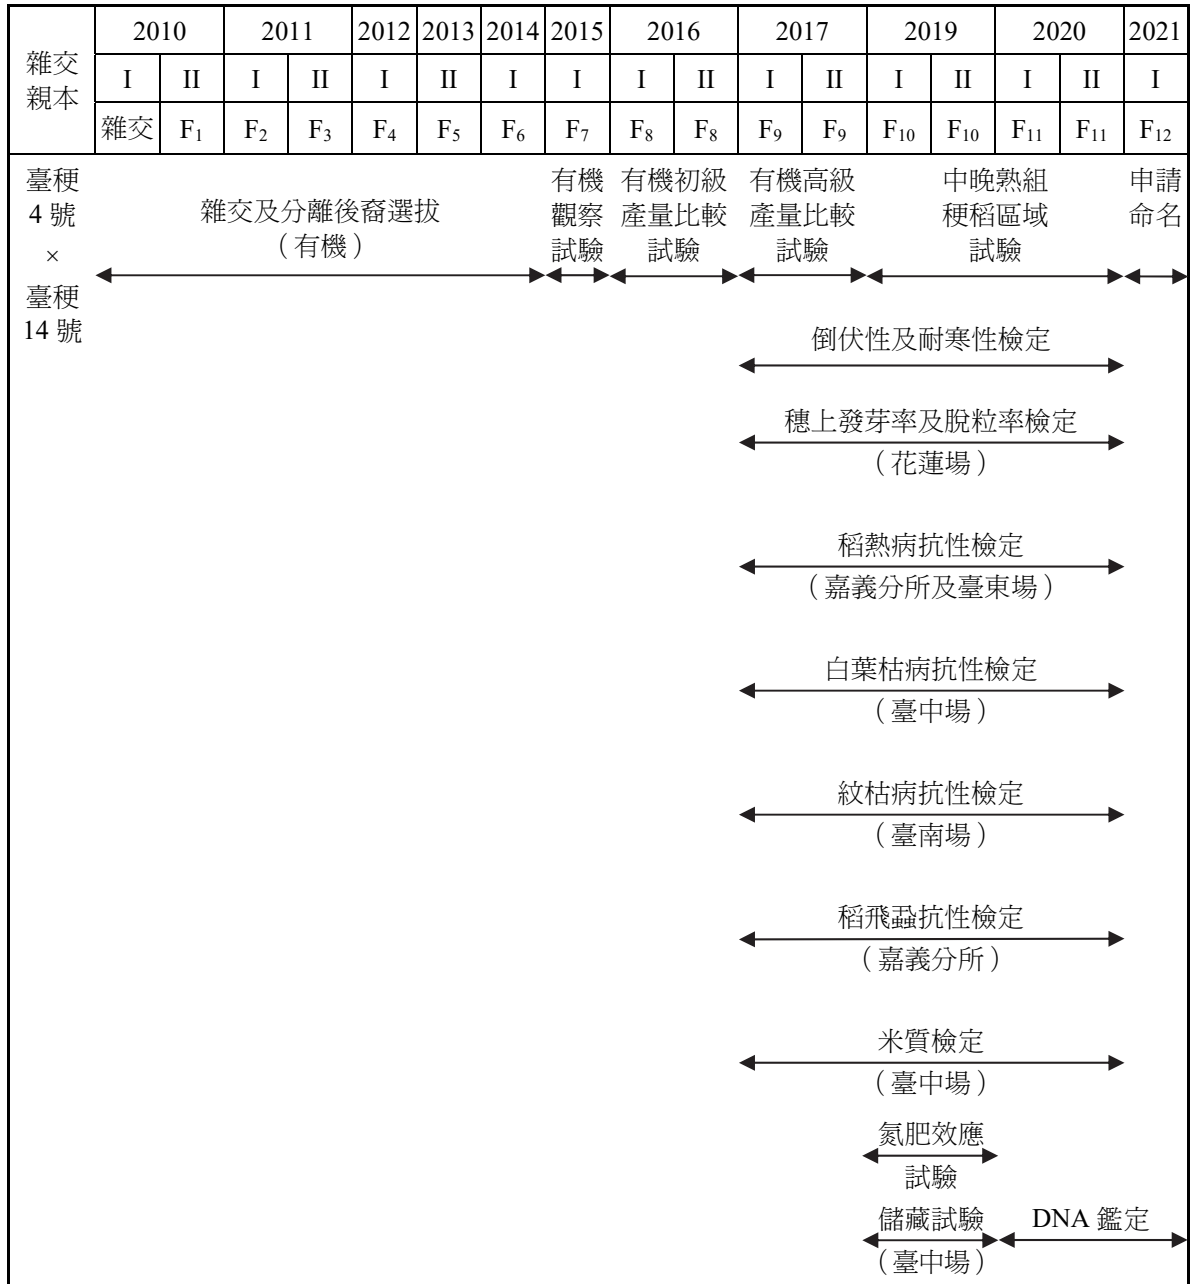 雜交親本 2010 2011 2012 2013 2014 2015 2016 2017 2019 2020 2021
I II I II I II I I I II I II I II I II I
雜交 F₁ F₂ F₃ F₄ F₅ F₆ F₇ F₈ F₈ F₉ F₉ F₁₀ F₁₀ F₁₁ F₁₁ F₁₂
臺稉
4 號
×
臺稉
14 號
雜交及分離後裔選拔
（有機）
有機
觀察
試驗
有機初級
產量比較
試驗
有機高級
產量比較
試驗
中晚熟組
稉稻區域
試驗
申請
命名
倒伏性及耐寒性檢定
穗上發芽率及脫粒率檢定
（花蓮場）
稻熱病抗性檢定
（嘉義分所及臺東場）
白葉枯病抗性檢定
（臺中場）
紋枯病抗性檢定
（臺南場）
稻飛蝨抗性檢定
（嘉義分所）
米質檢定
（臺中場）
氮肥效應
試驗
儲藏試驗
（臺中場）
DNA 鑑定